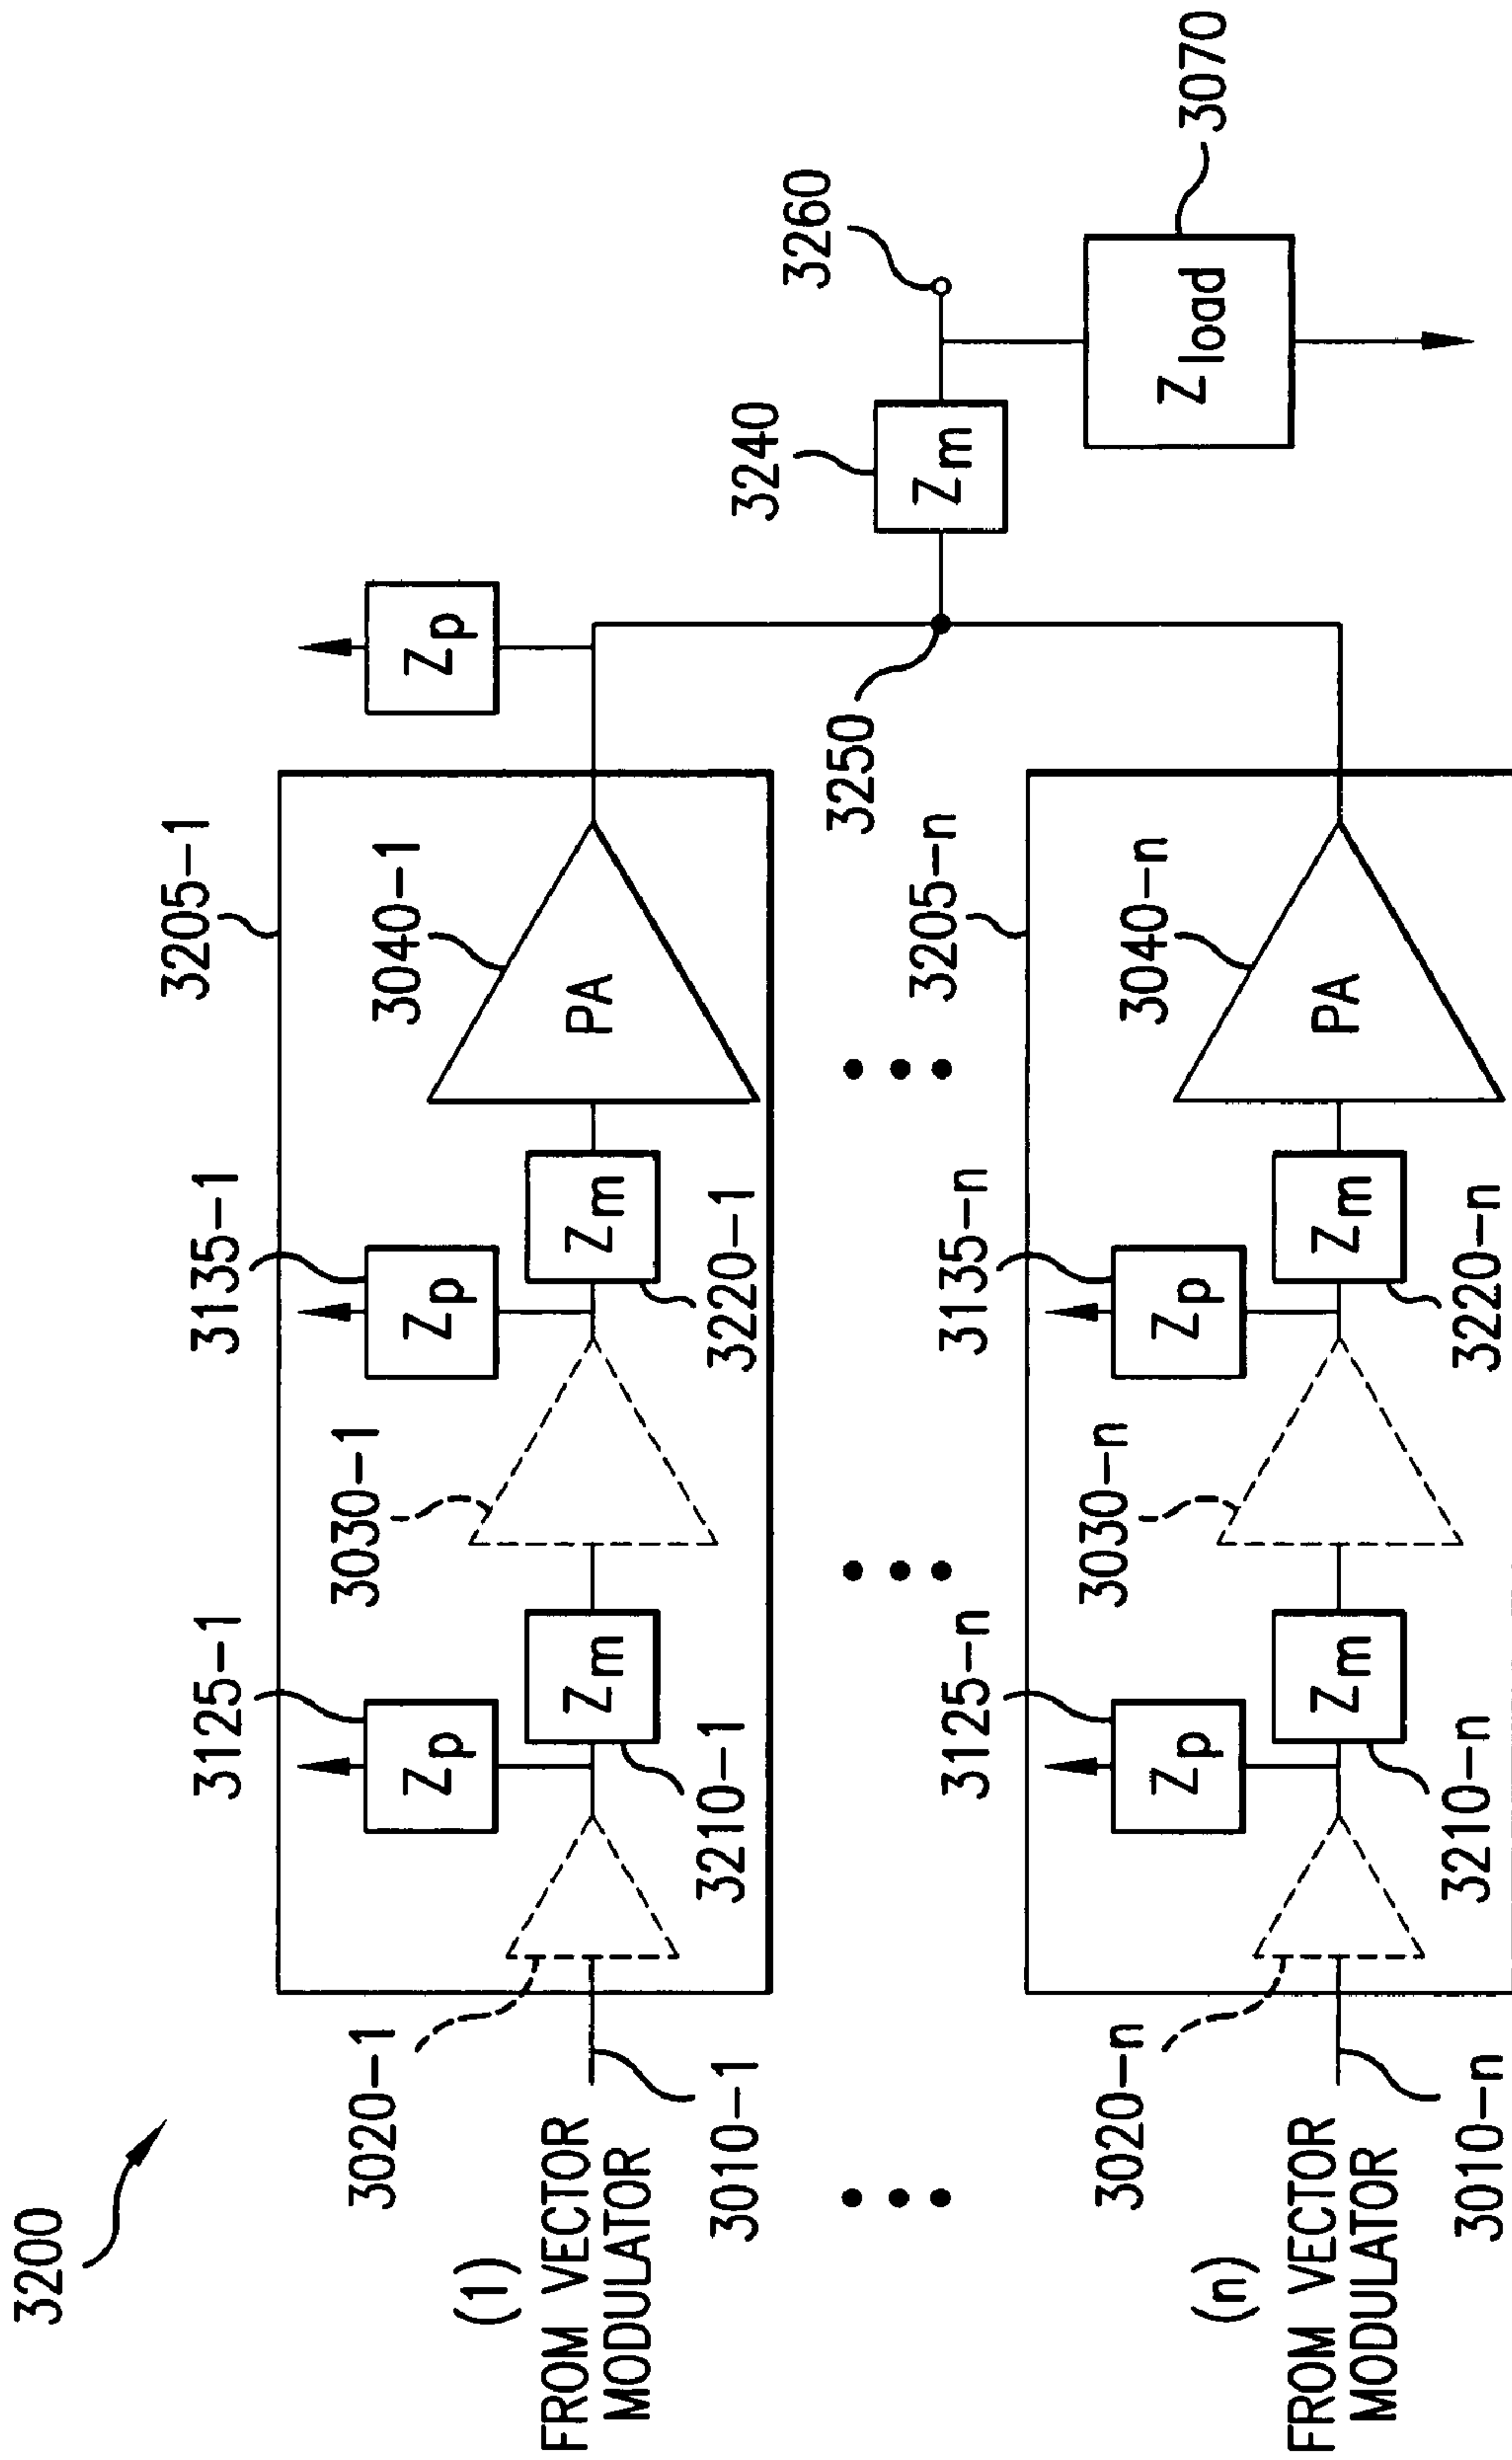 3200
(1)
FROM VECTOR
MODULATOR
3010-1
3020-1
3125-1
Zp
Zm
3210-1
3030-1
3135-1
Zp
Zm
3220-1
3040-1
PA
3205-1
Zp
3250
3240
Zm
3260
Zload
3070
(n)
FROM VECTOR
MODULATOR
3010-n
3020-n
3125-n
Zp
Zm
3210-n
3030-n
3135-n
Zp
Zm
3220-n
3040-n
PA
3205-n